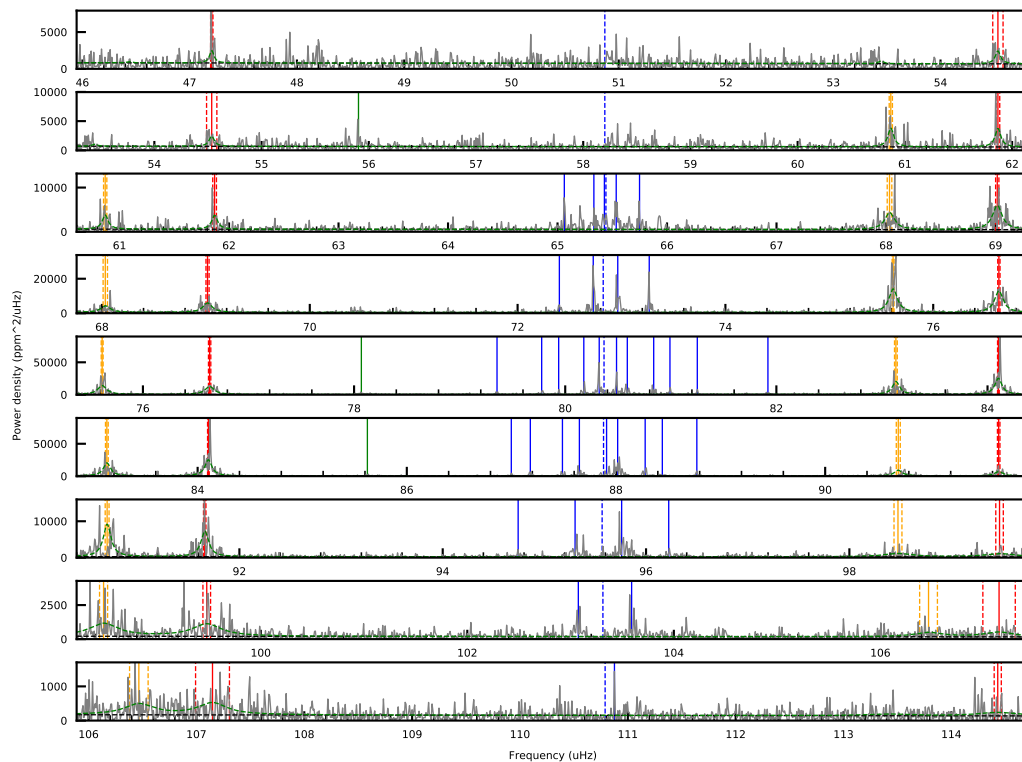 5000
0
46 47 48 49 50 51 52 53 54
10000
5000
0
54 55 56 57 58 59 60 61 62
10000
0
61 62 63 64 65 66 67 68 69
20000
0
68 70 72 74 76
Power density (ppm^2/uHz)
50000
0
76 78 80 82 84
50000
0
84 86 88 90
10000
0
92 94 96 98
2500
0
100 102 104 106
1000
0
106 107 108 109 110 111 112 113 114
Frequency (uHz)